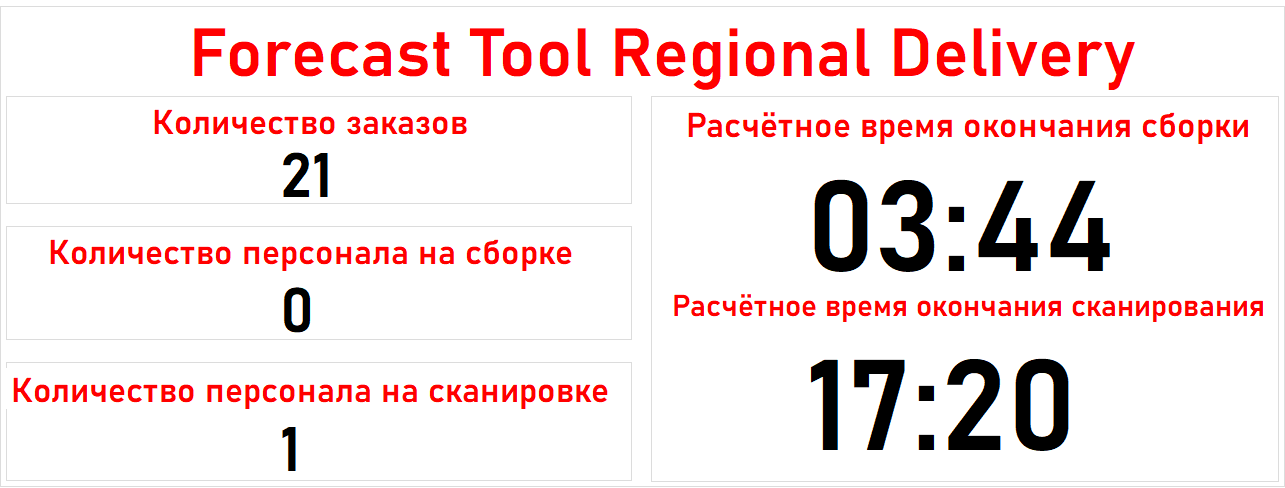 Forecast Tool Regional Delivery
Количество заказов
21
Количество персонала на сборке
0
Количество персонала на сканировке
1
Расчётное время окончания сборки
03:44
Расчётное время окончания сканирования
17:20